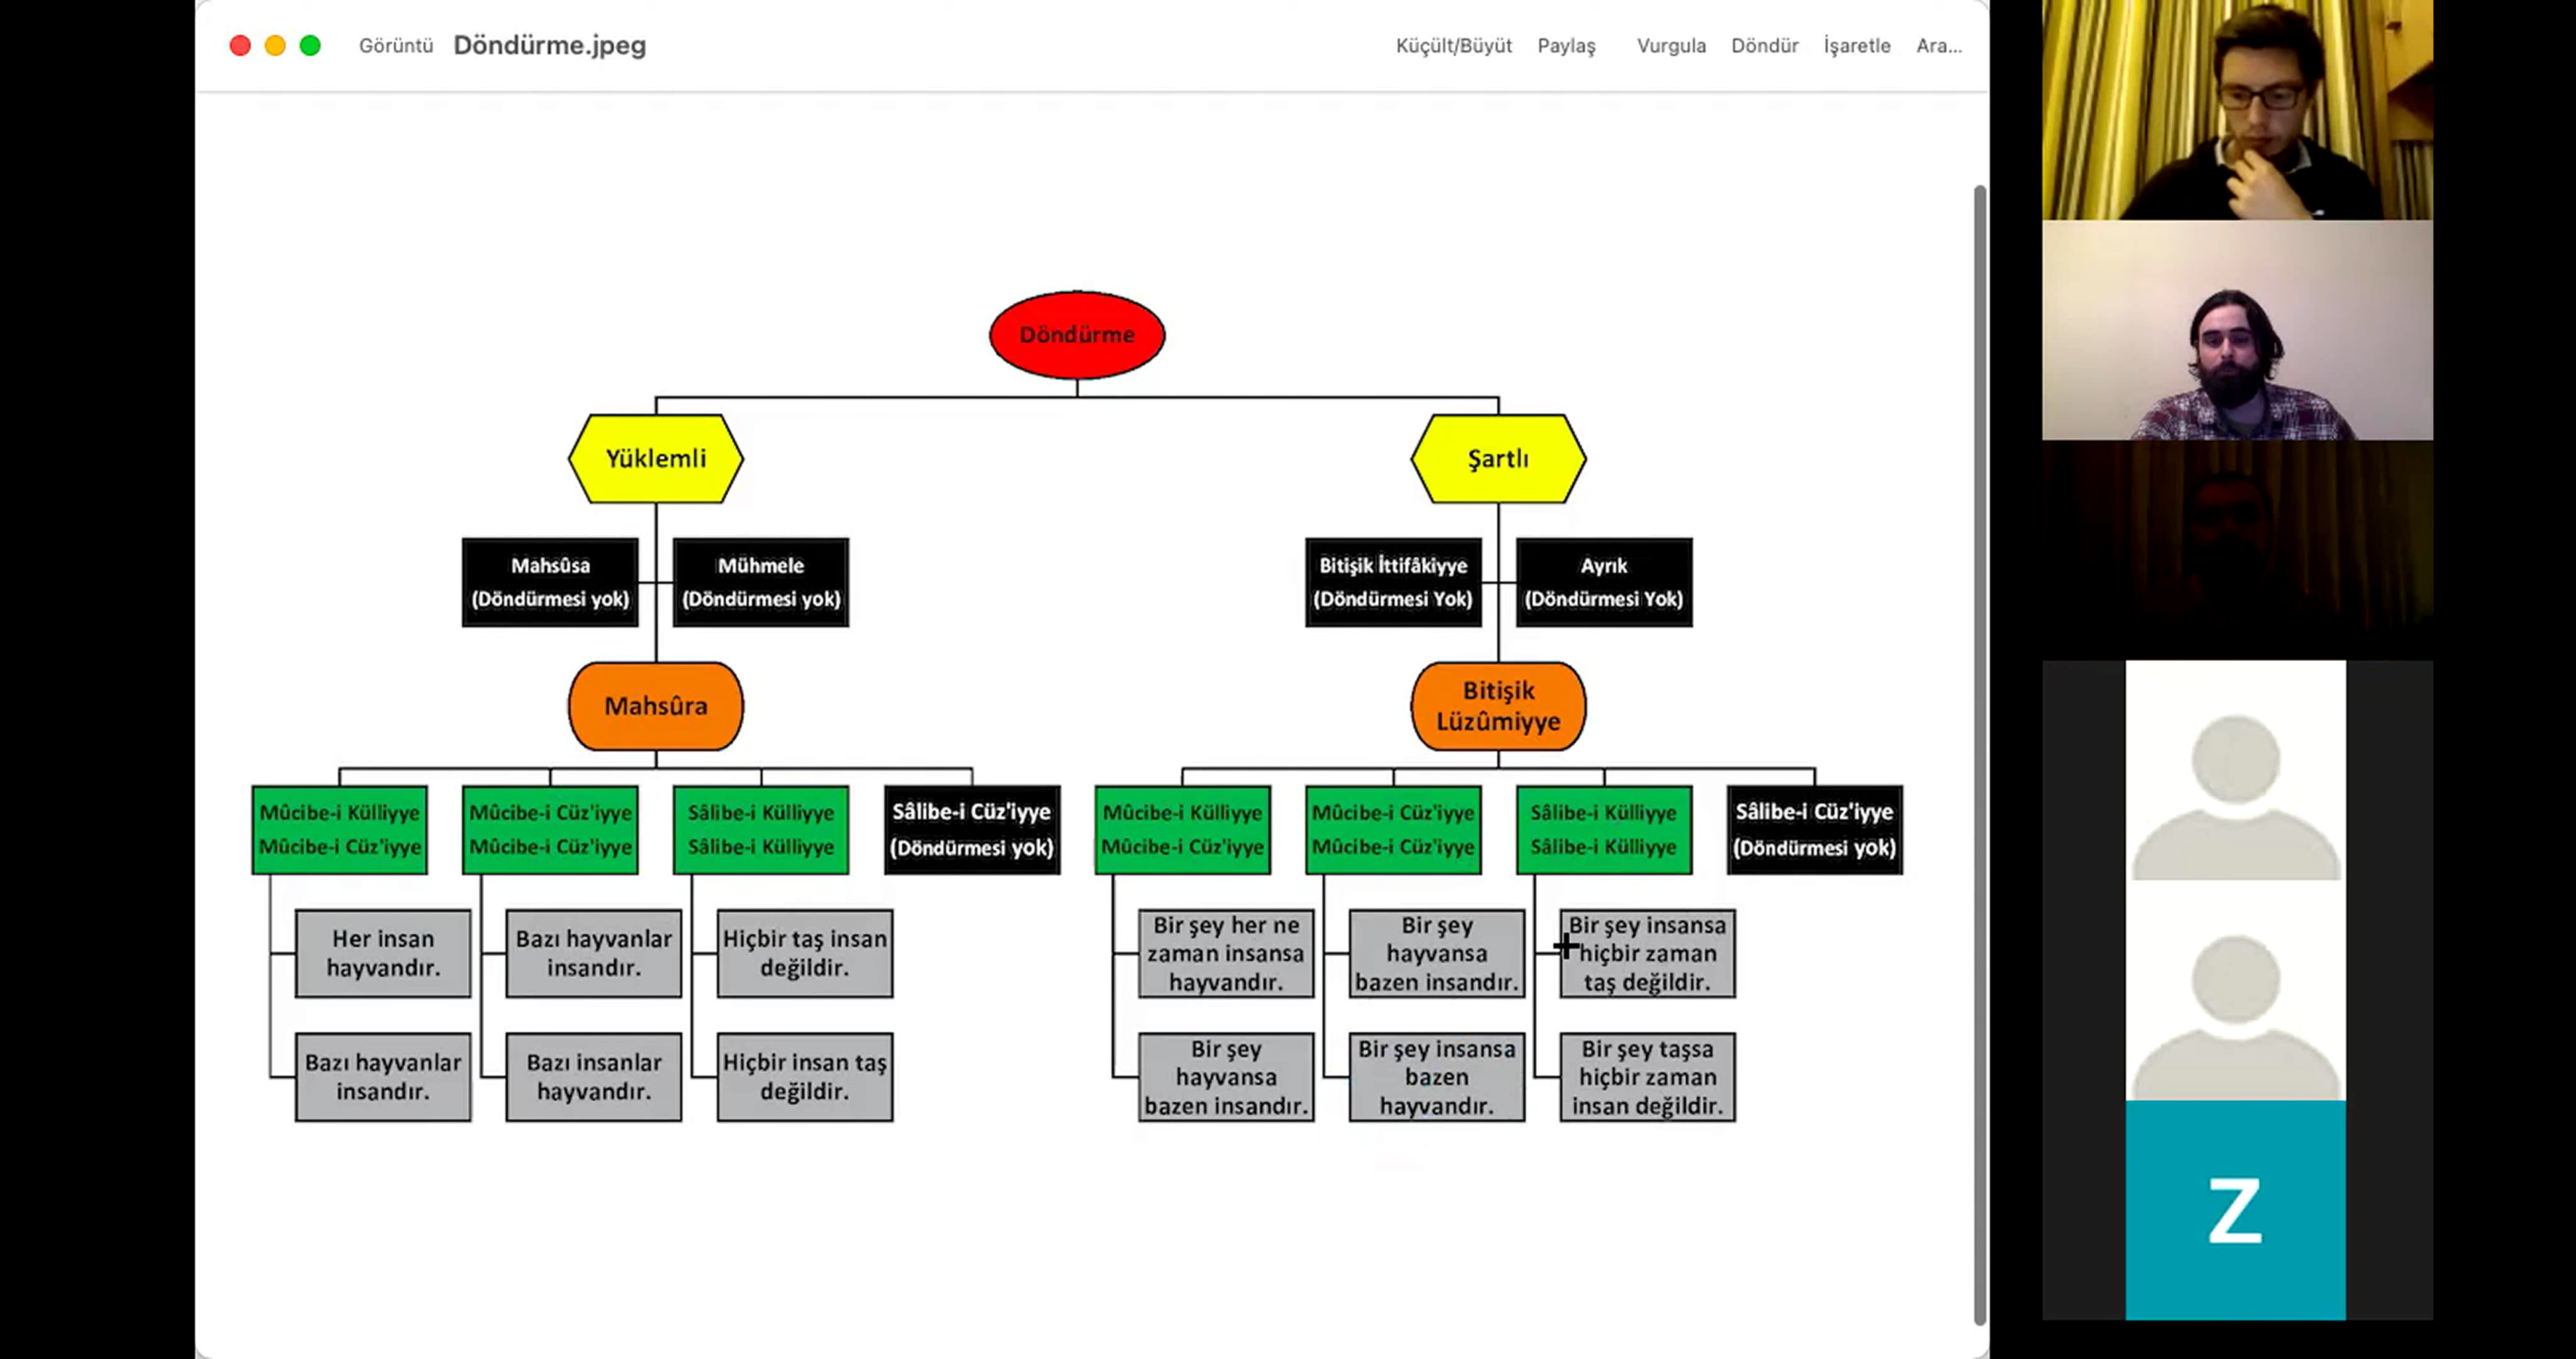 Görüntü Döndürme.jpeg Küçült/Büyüt Paylaş Vurgula Döndür İşaretle Ara...
Döndürme
Yüklemli
Şartlı
Mahsûsa
(Döndürmesi yok)
Mühmele
(Döndürmesi yok)
Bitişik İttifâkiyye
(Döndürmesi Yok)
Ayrık
(Döndürmesi Yok)
Mahsûra
Bitişik
Lüzûmiyye
Mûcibe-i Külliyye
Mûcibe-i Cüz'iyye
Mûcibe-i Cüz'iyye
Mûcibe-i Cüz'iyye
Sâlibe-i Külliyye
Sâlibe-i Külliyye
Sâlibe-i Cüz'iyye
(Döndürmesi yok)
Mûcibe-i Külliyye
Mûcibe-i Cüz'iyye
Mûcibe-i Cüz'iyye
Mûcibe-i Cüz'iyye
Sâlibe-i Külliyye
Sâlibe-i Külliyye
Sâlibe-i Cüz'iyye
(Döndürmesi yok)
Her insan
hayvandır.
Bazı hayvanlar
insandır.
Hiçbir taş insan
değildir.
Bir şey her ne
zaman insansa
hayvandır.
Bir şey
hayvansa
bazen insandır.
Bir şey insansa
hiçbir zaman
taş değildir.
Bazı hayvanlar
insandır.
Bazı insanlar
hayvandır.
Hiçbir insan taş
değildir.
Bir şey
hayvansa
bazen insandır.
Bir şey insansa
bazen
hayvandır.
Bir şey taşsa
hiçbir zaman
insan değildir.
Z